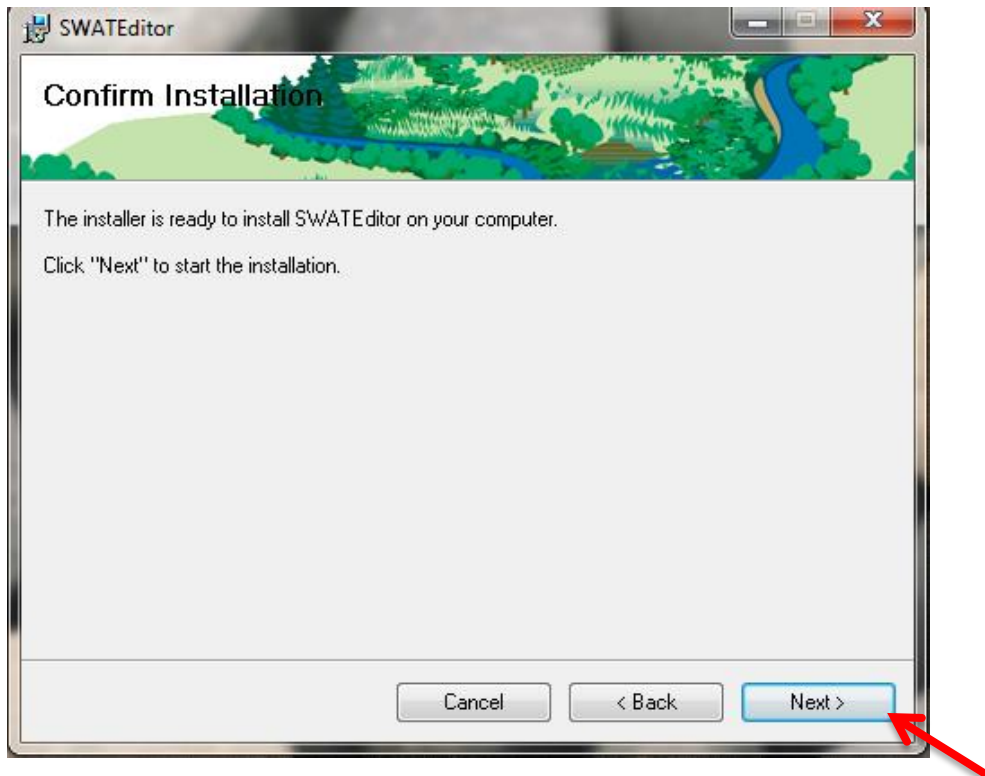 SWATEditor
Confirm Installation
The installer is ready to install SWATEditor on your computer.
Click "Next" to start the installation.
Cancel
< Back
Next >